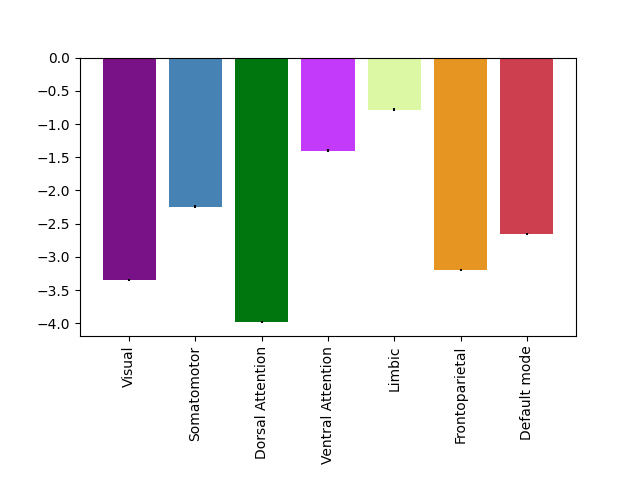 0.0
−0.5
−1.0
−1.5
−2.0
−2.5
−3.0
−3.5
−4.0
Visual
Somatomotor
Dorsal Attention
Ventral Attention
Limbic
Frontoparietal
Default mode